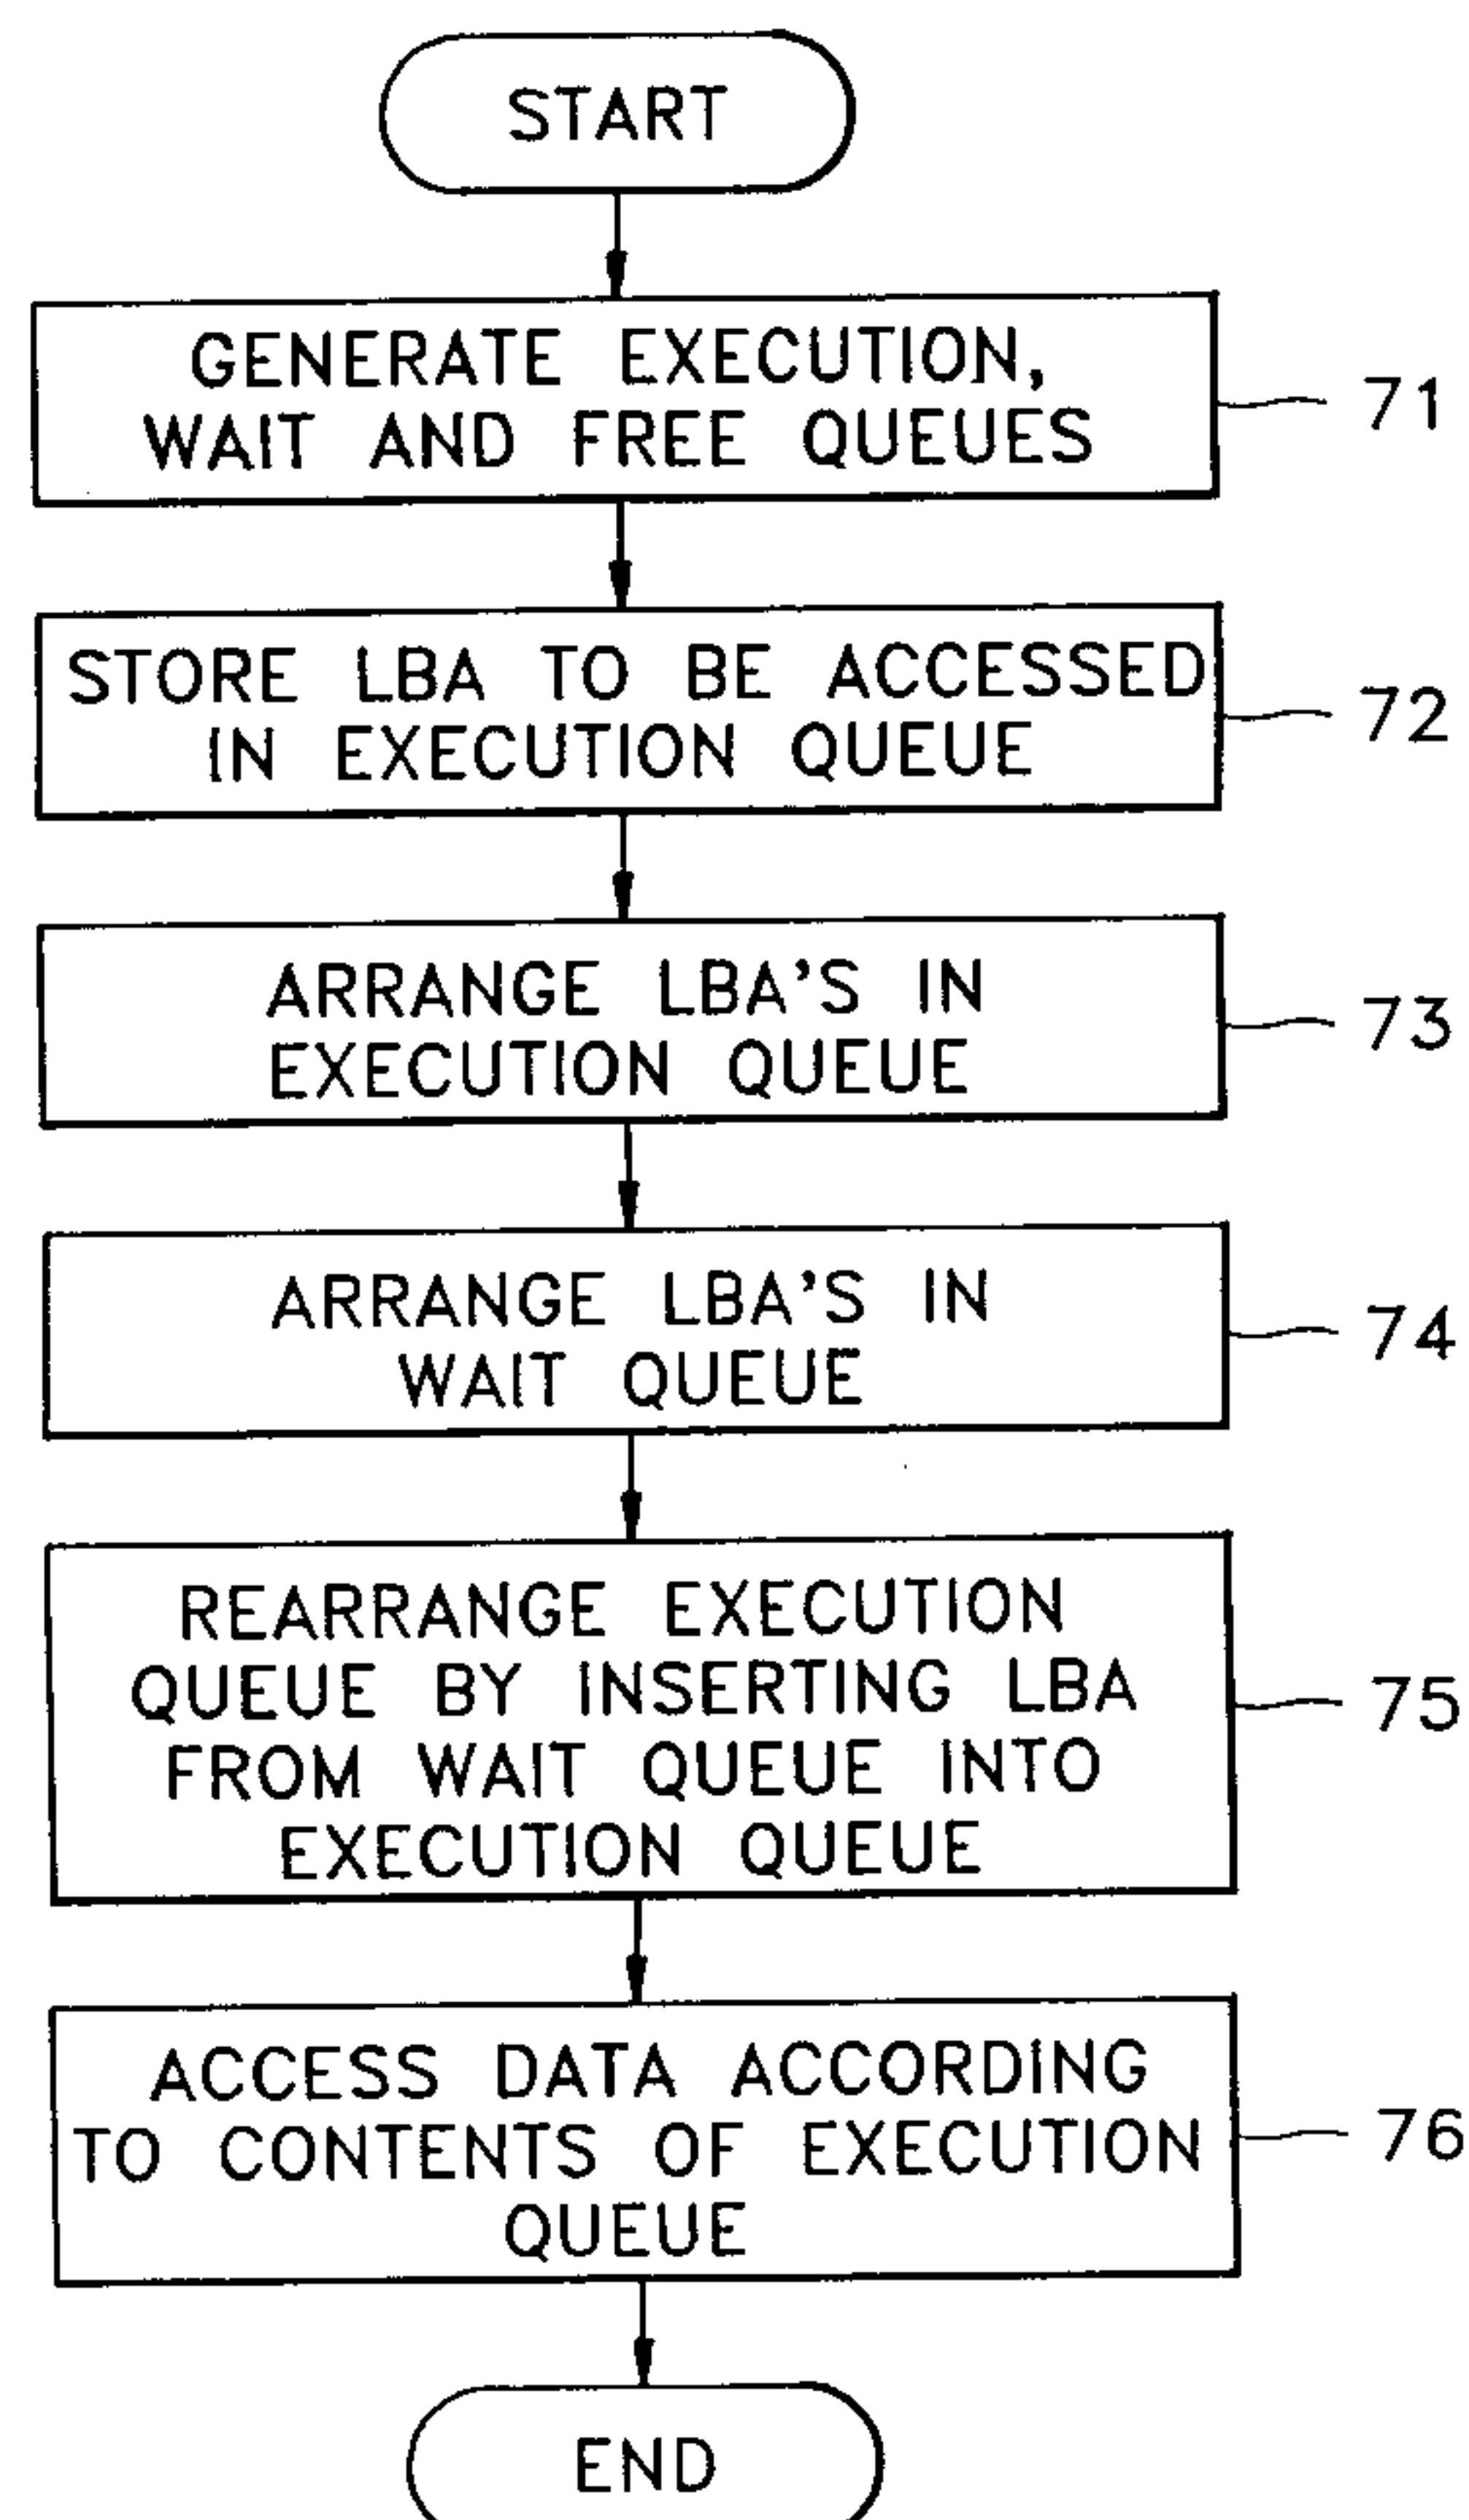 START
GENERATE EXECUTION,
WAIT AND FREE QUEUES
71
STORE LBA TO BE ACCESSED
IN EXECUTION QUEUE
72
ARRANGE LBA'S IN
EXECUTION QUEUE
73
ARRANGE LBA'S IN
WAIT QUEUE
74
REARRANGE EXECUTION
QUEUE BY INSERTING LBA
FROM WAIT QUEUE INTO
EXECUTION QUEUE
75
ACCESS DATA ACCORDING
TO CONTENTS OF EXECUTION
QUEUE
76
END